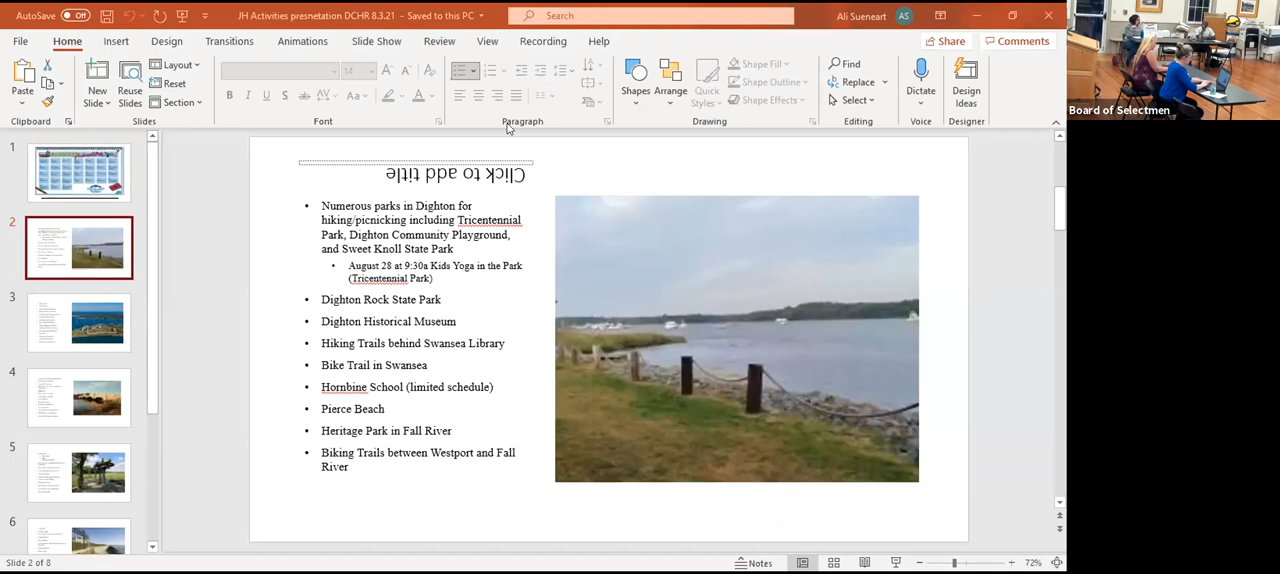 AutoSave Off
JH Activities presnetation DCHR 8.3.21 - Saved to this PC
Search
Ali Sueneart AS
File Home Insert Design Transitions Animations Slide Show Review View Recording Help Share Comments
Paste
New Slide
Reuse Slides
Layout
Reset
Section
14
Shapes
Arrange
Quick Styles
Shape Fill
Shape Outline
Shape Effects
Find
Replace
Select
Dictate
Design Ideas
Clipboard Slides Font Paragraph Drawing Editing Voice Designer
Board of Selectmen
1
2
3
4
5
6
Click to add title
• Numerous parks in Dighton for
hiking/picnicking including Tricentennial
Park, Dighton Community Playground,
and Sweet Knoll State Park
• August 28 at 9:30a Kids Yoga in the Park
(Tricentennial Park)
• Dighton Rock State Park
• Dighton Historical Museum
• Hiking Trails behind Swansea Library
• Bike Trail in Swansea
• Hornbine School (limited schedule)
• Pierce Beach
• Heritage Park in Fall River
• Biking Trails between Westport and Fall
River
Slide 2 of 8
Notes
72%